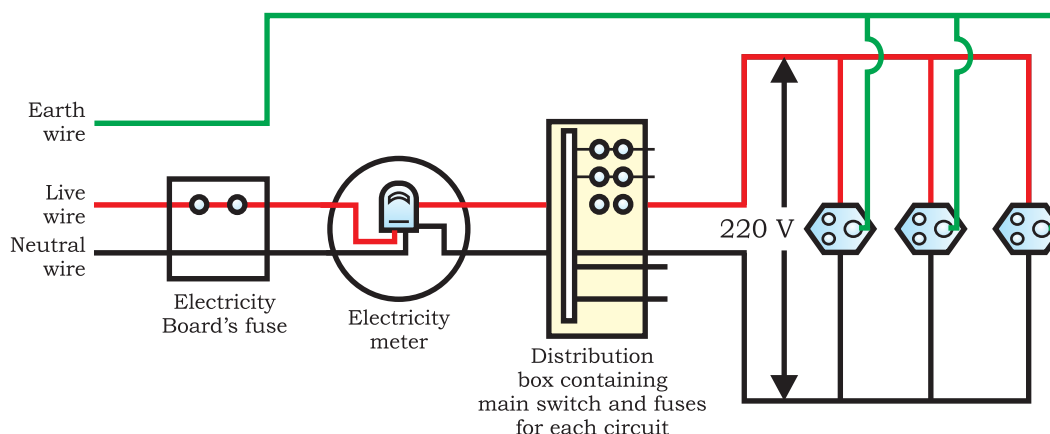 Earth
wire
Live
wire
Neutral
wire
Electricity
Board's fuse
Electricity
meter
Distribution
box containing
main switch and fuses
for each circuit
220 V